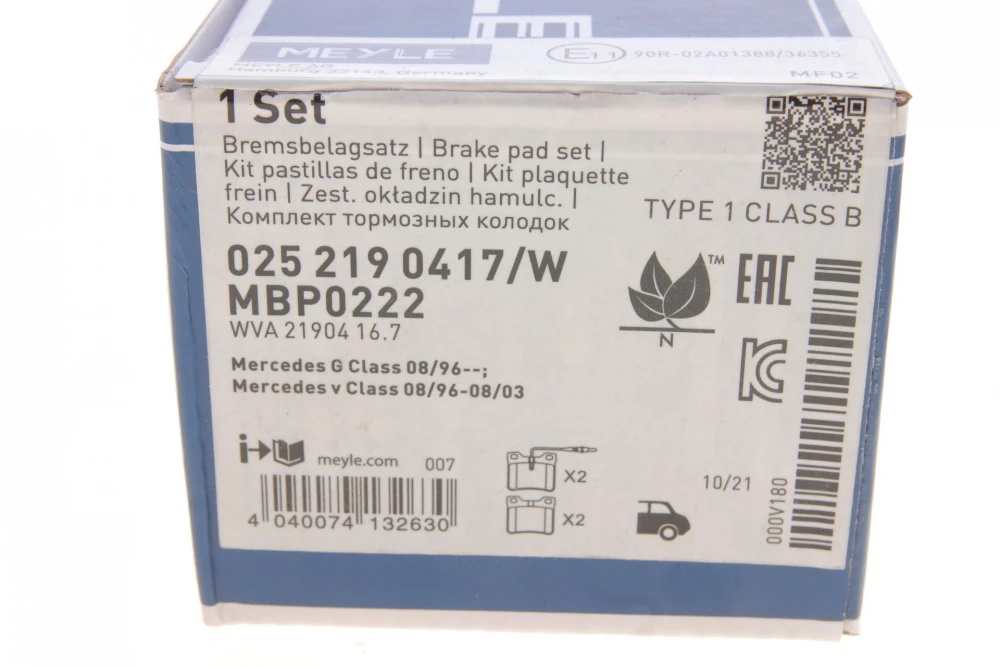 MEYLE
E11 90R-02A01388/36355
MEYLE AG
Hamburg 22143, Germany
MF02
1 Set
Bremsbelagsatz | Brake pad set |
Kit pastillas de freno | Kit plaquette
frein | Zest. okładzin hamulc. |
Комплект тормозных колодок
TYPE 1 CLASS B
025 219 0417/W
MBP0222
WVA 21904 16.7
TM
N
EAC
Mercedes G Class 08/96--;
Mercedes v Class 08/96-08/03
KC
i meyle.com 007
X2
X2
10/21
000V180
4 040074 132630